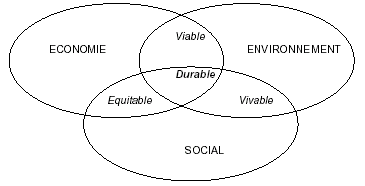 Viable
ECONOMIE
ENVIRONNEMENT
Durable
Equitable
Vivable
SOCIAL